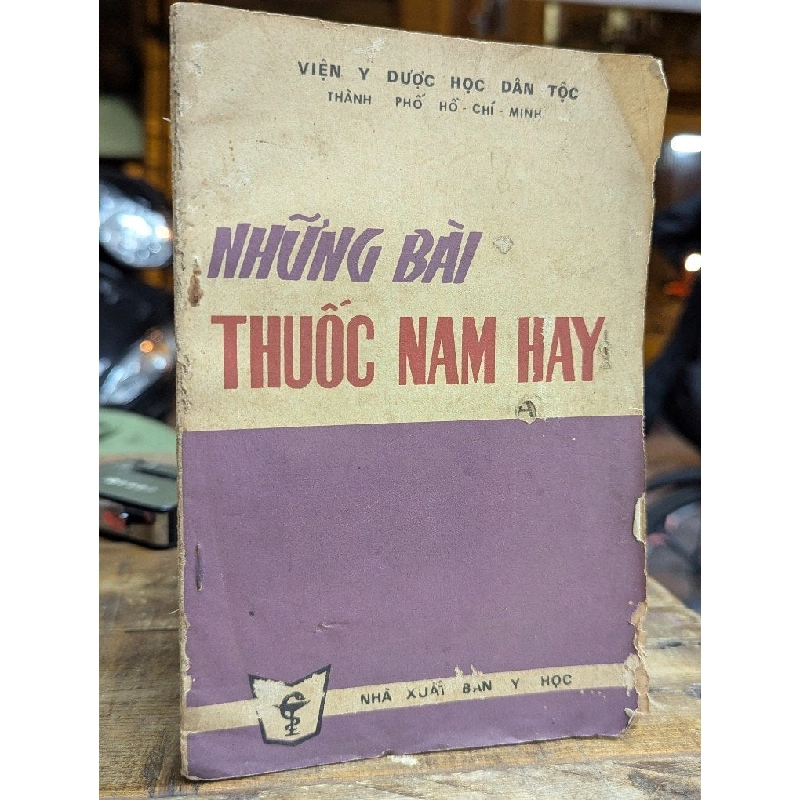 VIỆN Y DƯỢC HỌC DÂN TỘC
THÀNH PHỐ HỒ-CHÍ-MINH
NHỮNG BÀI
THUỐC NAM HAY
NHÀ XUẤT BẢN Y HỌC